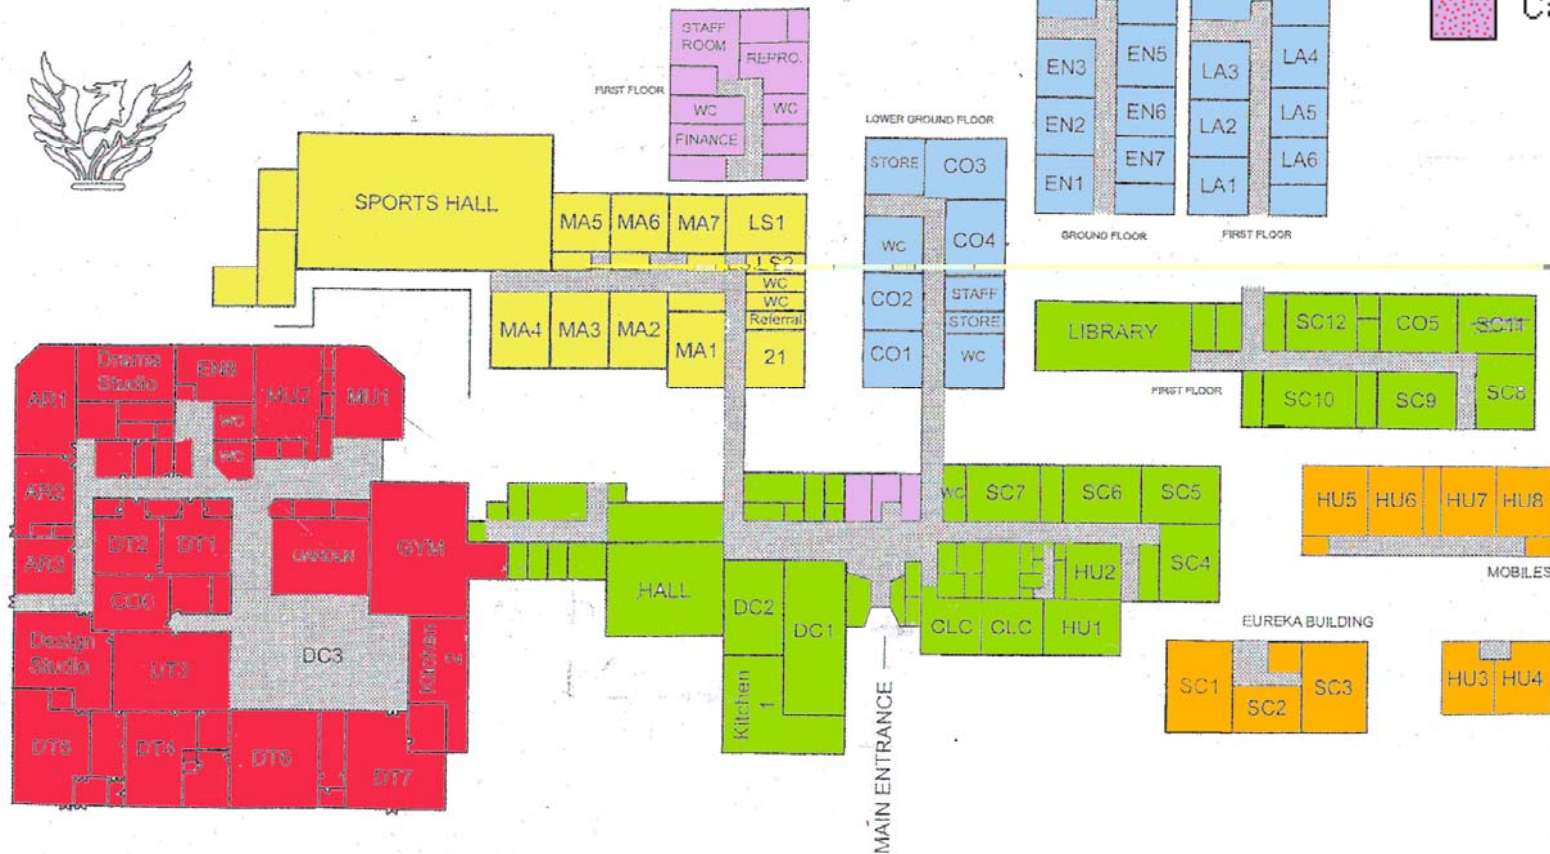 Ca
STAFF
ROOM
REPRO.
FIRST FLOOR
WC
WC
FINANCE
EN5
EN3
EN6
EN2
EN7
EN1
GROUND FLOOR
LA4
LA3
LA5
LA2
LA6
LA1
FIRST FLOOR
LOWER GROUND FLOOR
STORE
CO3
WC
CO4
CO2
STAFF
STORE
CO1
WC
SPORTS HALL
MA5
MA6
MA7
LS1
LS2
WC
WC
Referral
21
MA4
MA3
MA2
MA1
LIBRARY
SC12
CO5
SC11
FIRST FLOOR
SC10
SC9
SC8
AR1
Drama
Studio
EN8
MU2
MU1
WC
WC
AR2
AR3
DT2
DT1
GARDEN
GYM
CO6
Design
Studio
DT3
DC3
Kitchen
2
DT5
DT4
DT6
DT7
HALL
DC2
DC1
Kitchen
1
MAIN ENTRANCE
WC
SC7
SC6
SC5
SC4
HU2
CLC
CLC
HU1
HU5
HU6
HU7
HU8
MOBILES
EUREKA BUILDING
SC1
SC2
SC3
HU3
HU4